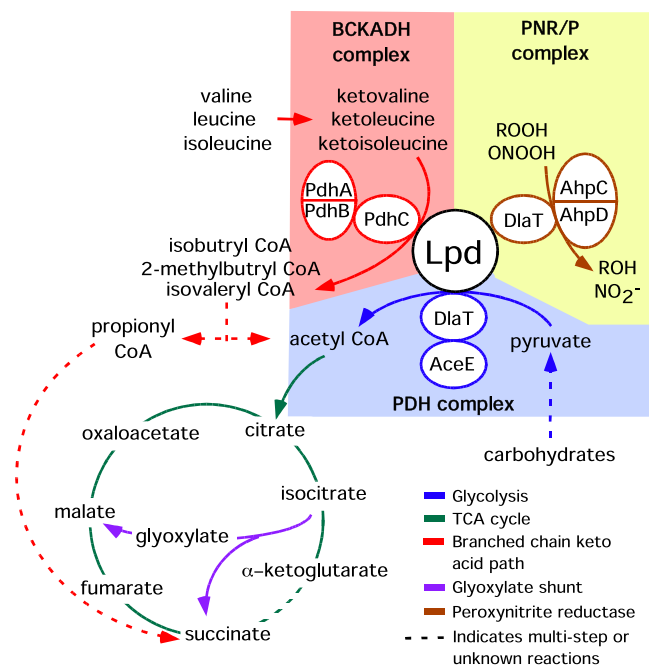 BCKADH
complex
PNR/P
complex
valine
leucine
isoleucine
ketovaline
ketoleucine
ketoisoleucine
ROOH
ONOOH
PdhA
PdhB
PdhC
Lpd
DlaT
AhpC
AhpD
isobutryl CoA
2-methylbutryl CoA
isovaleryl CoA
ROH
NO2-
propionyl
CoA
acetyl CoA
DlaT
AceE
pyruvate
PDH complex
carbohydrates
oxaloacetate
citrate
isocitrate
malate
glyoxylate
α–ketoglutarate
fumarate
succinate
Glycolysis
TCA cycle
Branched chain keto
acid path
Glyoxylate shunt
Peroxynitrite reductase
Indicates multi-step or
unknown reactions